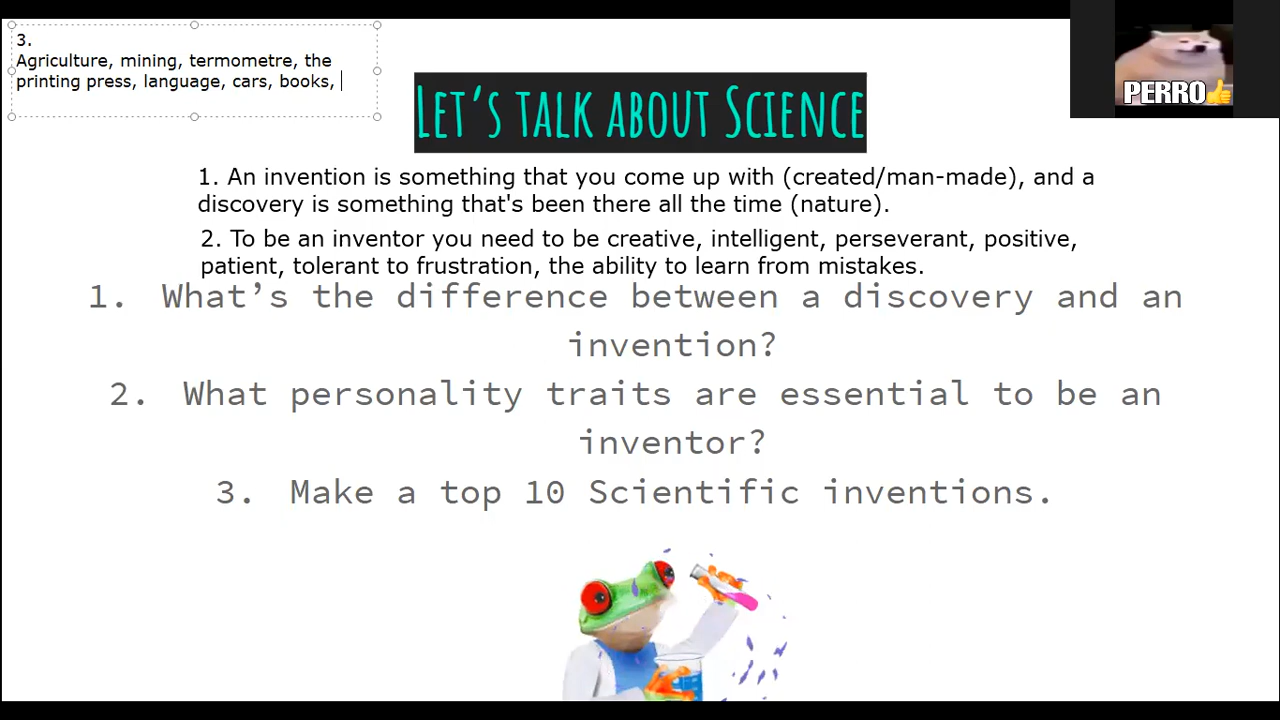 3.
Agriculture, mining, termometre, the
printing press, language, cars, books,
PERRO👍
Let's talk about Science
1. An invention is something that you come up with (created/man-made), and a
discovery is something that's been there all the time (nature).
2. To be an inventor you need to be creative, intelligent, perseverant, positive,
patient, tolerant to frustration, the ability to learn from mistakes.
1. What’s the difference between a discovery and an
invention?
2. What personality traits are essential to be an
inventor?
3. Make a top 10 Scientific inventions.